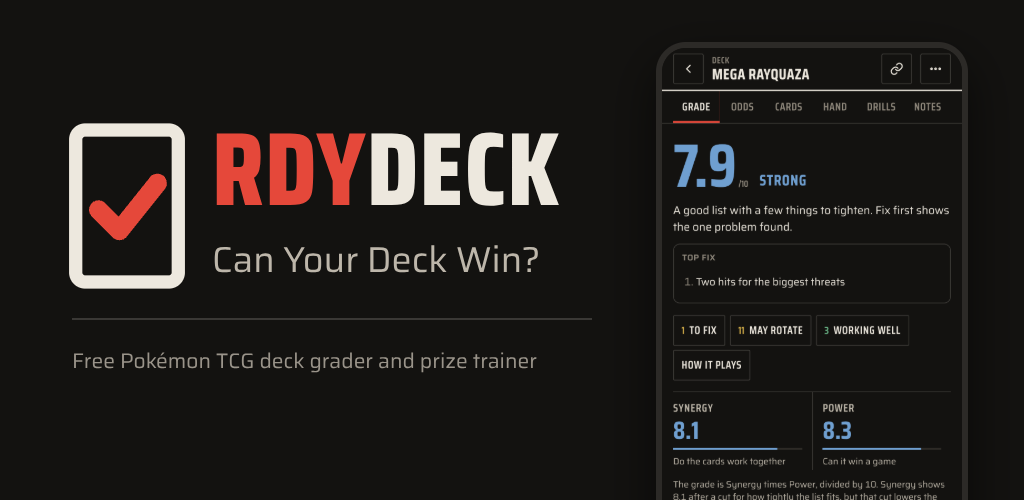 RDYDECK
Can Your Deck Win?
Free Pokémon TCG deck grader and prize trainer
DECK
MEGA RAYQUAZA
GRADE ODDS CARDS HAND DRILLS NOTES
7.9 /10 STRONG
A good list with a few things to tighten. Fix first shows
the one problem found.
TOP FIX
1. Two hits for the biggest threats
1 TO FIX 11 MAY ROTATE 3 WORKING WELL
HOW IT PLAYS
SYNERGY POWER
8.1 8.3
Do the cards work together Can it win a game
The grade is Synergy times Power, divided by 10. Synergy shows
8.1 after a cut for how tightly the list fits, but that cut lowers the